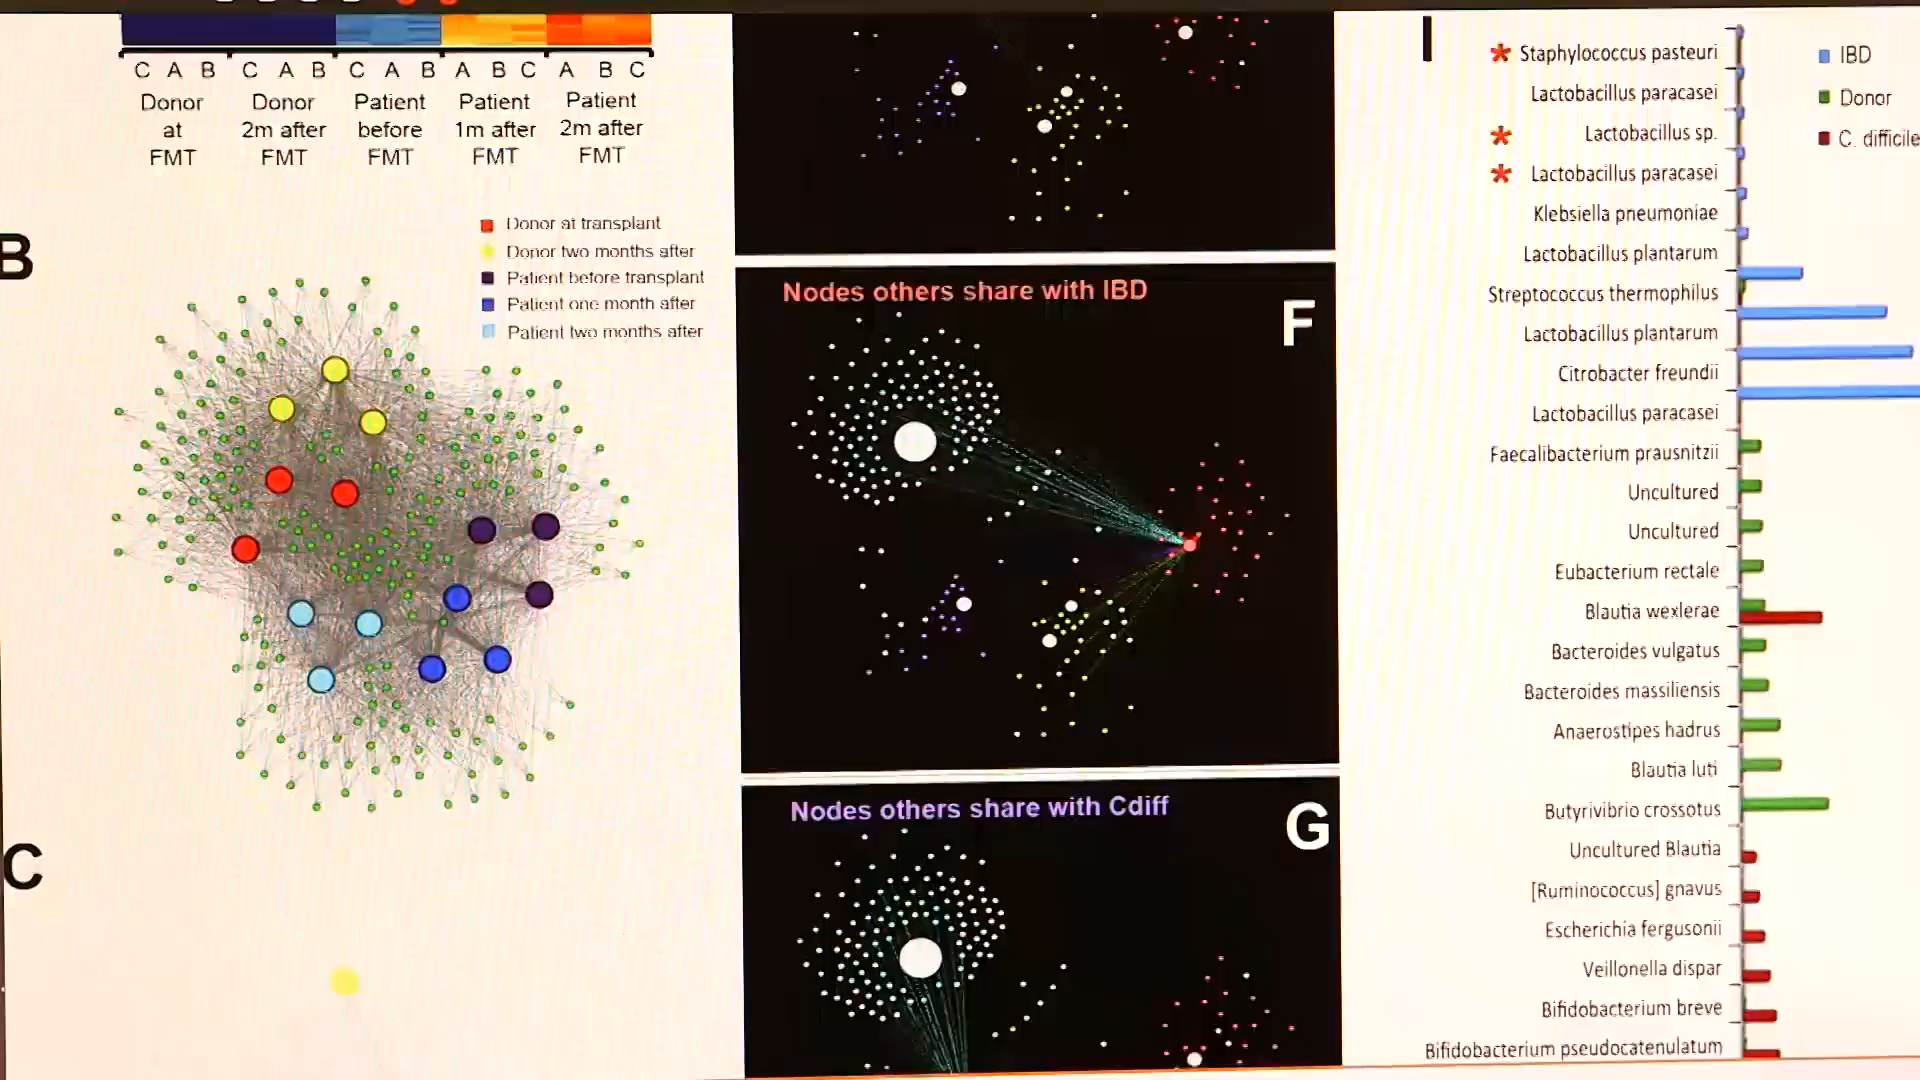 C A B C A B C A B A B C A B C
Donor at FMT
Donor 2m after FMT
Patient before FMT
Patient 1m after FMT
Patient 2m after FMT
B
Donor at transplant
Donor two months after
Patient before transplant
Patient one month after
Patient two months after
C
Nodes others share with IBD
F
Nodes others share with Cdiff
G
I
* Staphylococcus pasteuri
Lactobacillus paracasei
* Lactobacillus sp.
* Lactobacillus paracasei
Klebsiella pneumoniae
Lactobacillus plantarum
Streptococcus thermophilus
Lactobacillus plantarum
Citrobacter freundii
Lactobacillus paracasei
Faecalibacterium prausnitzii
Uncultured
Uncultured
Eubacterium rectale
Blautia wexlerae
Bacteroides vulgatus
Bacteroides massiliensis
Anaerostipes hadrus
Blautia luti
Butyrivibrio crossotus
Uncultured Blautia
[Ruminococcus] gnavus
Escherichia fergusonii
Veillonella dispar
Bifidobacterium breve
Bifidobacterium pseudocatenulatum
IBD
Donor
C. difficile